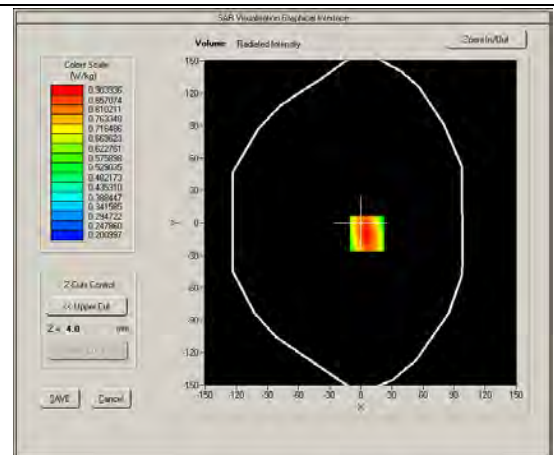 SAR Visualisation Graphical Interface
Volume Radiated Intensity
Zoom In/Out
Colors Scale
(W/kg)
0.903936
0.857074
0.810211
0.763348
0.716486
0.669623
0.622761
0.575898
0.529035
0.482173
0.435310
0.388447
0.341585
0.294722
0.247860
0.200997
150
120
90
60
30
0
-30
-60
-90
-120
-150
Y
-150 -120 -90 -60 -30 0 30 60 90 120 150
X
Z Cuts Control
<< Upper Cut
Z = 4.0 mm
SAVE Cancel